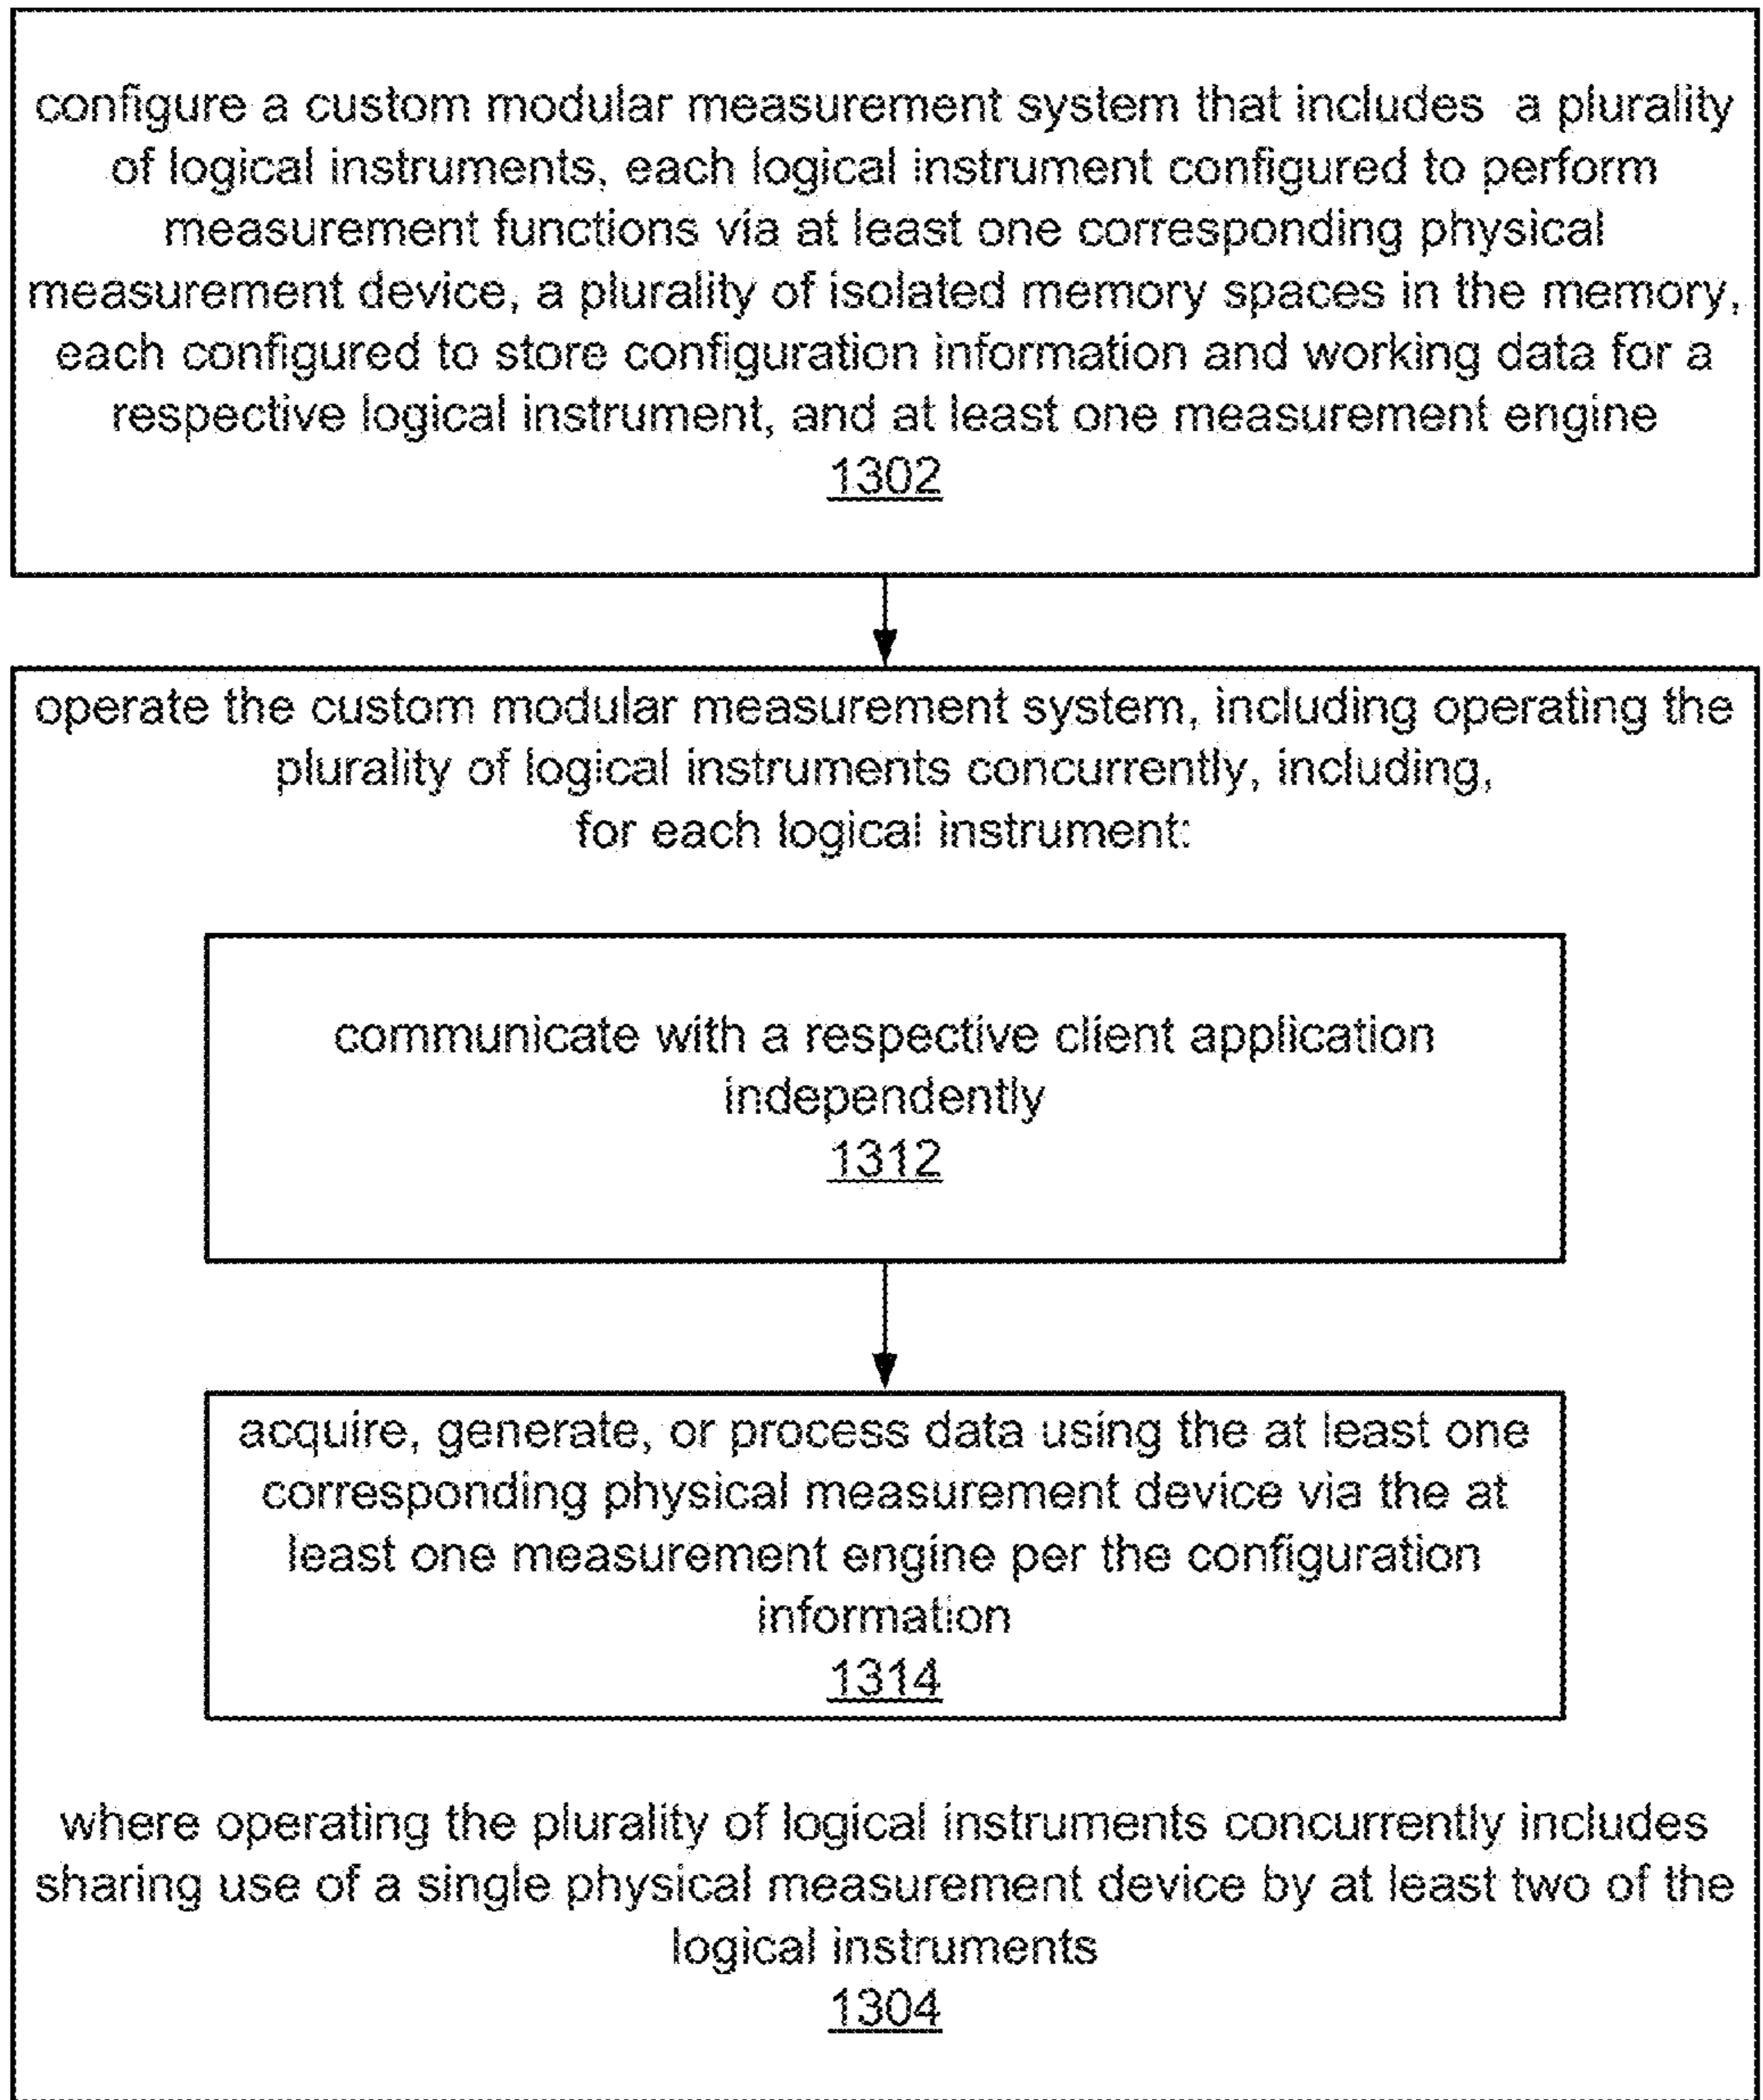 configure a custom modular measurement system that includes a plurality
of logical instruments, each logical instrument configured to perform
measurement functions via at least one corresponding physical
measurement device, a plurality of isolated memory spaces in the memory,
each configured to store configuration information and working data for a
respective logical instrument, and at least one measurement engine
1302
operate the custom modular measurement system, including operating the
plurality of logical instruments concurrently, including,
for each logical instrument:
communicate with a respective client application
independently
1312
acquire, generate, or process data using the at least one
corresponding physical measurement device via the at
least one measurement engine per the configuration
information
1314
where operating the plurality of logical instruments concurrently includes
sharing use of a single physical measurement device by at least two of the
logical instruments
1304